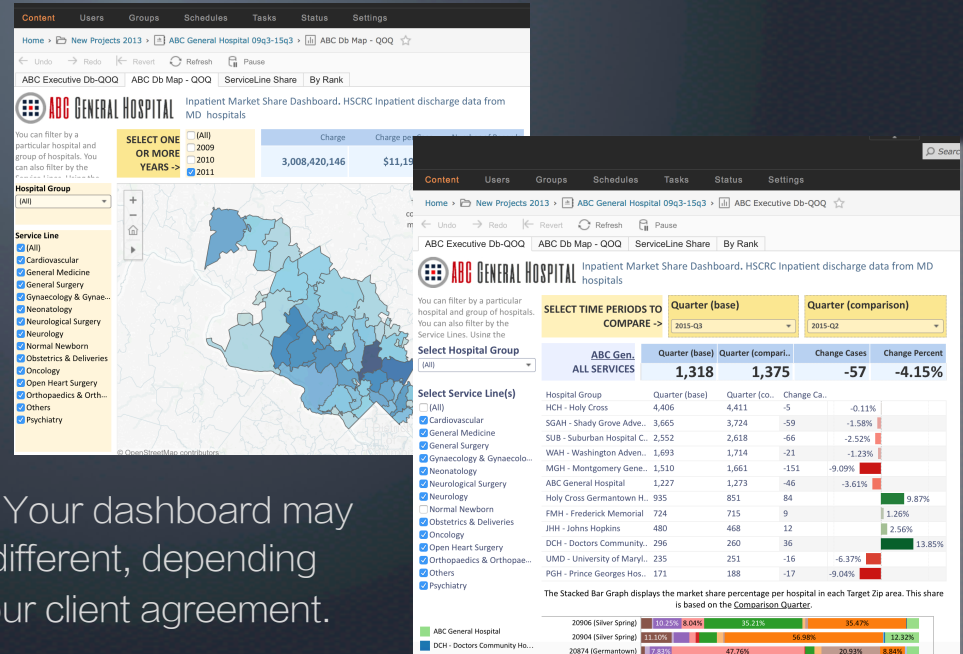 Content Users Groups Schedules Tasks Status Settings
Home › New Projects 2013 › ABC General Hospital 09q3-15q3 › ABC Db Map - QOQ
Undo Redo Revert Refresh Pause
ABC Executive Db-QOQ ABC Db Map - QOQ ServiceLine Share By Rank
ABC GENERAL HOSPITAL
Inpatient Market Share Dashboard. HSCRC Inpatient discharge data from
MD hospitals
You can filter by a
particular hospital and
group of hospitals. You
can also filter by the
SELECT ONE
OR MORE
YEARS ->
(All)
2009
2010
2011
Charge
3,008,420,146
Charge per
$11,19
Hospital Group
(All)
Service Line
(All)
Cardiovascular
General Medicine
General Surgery
Gynaecology & Gynae...
Neonatology
Neurological Surgery
Neurology
Normal Newborn
Obstetrics & Deliveries
Oncology
Open Heart Surgery
Orthopaedics & Orth...
Others
Psychiatry
© OpenStreetMap contributors
Searc
Content Users Groups Schedules Tasks Status Settings
Home › New Projects 2013 › ABC General Hospital 09q3-15q3 › ABC Executive Db-QOQ
Undo Redo Revert Refresh Pause
ABC Executive Db-QOQ ABC Db Map - QOQ ServiceLine Share By Rank
ABC GENERAL HOSPITAL
Inpatient Market Share Dashboard. HSCRC Inpatient discharge data from MD
hospitals
You can filter by a particular
hospital and group of hospitals.
You can also filter by the
Service Lines. Using the
SELECT TIME PERIODS TO
COMPARE ->
Quarter (base)
2015-Q3
Quarter (comparison)
2015-Q2
Select Hospital Group
(All)
ABC Gen.
ALL SERVICES
Quarter (base) Quarter (compari.. Change Cases Change Percent
1,318 1,375 -57 -4.15%
Select Service Line(s)
(All)
Cardiovascular
General Medicine
General Surgery
Gynaecology & Gynaecolo...
Neonatology
Neurological Surgery
Neurology
Normal Newborn
Obstetrics & Deliveries
Oncology
Open Heart Surgery
Orthopaedics & Orthopae...
Others
Psychiatry
Hospital Group Quarter (base) Quarter (co.. Change Ca..
HCH - Holy Cross 4,406 4,411 -5 -0.11%
SGAH - Shady Grove Adve.. 3,665 3,724 -59 -1.58%
SUB - Suburban Hospital C.. 2,552 2,618 -66 -2.52%
WAH - Washington Adven.. 1,693 1,714 -21 -1.23%
MGH - Montgomery Gene.. 1,510 1,661 -151 -9.09%
ABC General Hospital 1,227 1,273 -46 -3.61%
Holy Cross Germantown H.. 935 851 84 9.87%
FMH - Frederick Memorial 724 715 9 1.26%
JHH - Johns Hopkins 480 468 12 2.56%
DCH - Doctors Community.. 296 260 36 13.85%
UMD - University of Maryl.. 235 251 -16 -6.37%
PGH - Prince Georges Hos.. 171 188 -17 -9.04%
The Stacked Bar Graph displays the market share percentage per hospital in each Target Zip area. This share
is based on the Comparison Quarter.
ABC General Hospital
DCH - Doctors Community Ho...
20906 (Silver Spring) 10.25% 8.04% 35.21% 35.47%
20904 (Silver Spring) 11.10% 56.98% 12.32%
20874 (Germantown) 7.83% 47.76% 20.93% 8.84%
Your dashboard may
different, depending
ur client agreement.